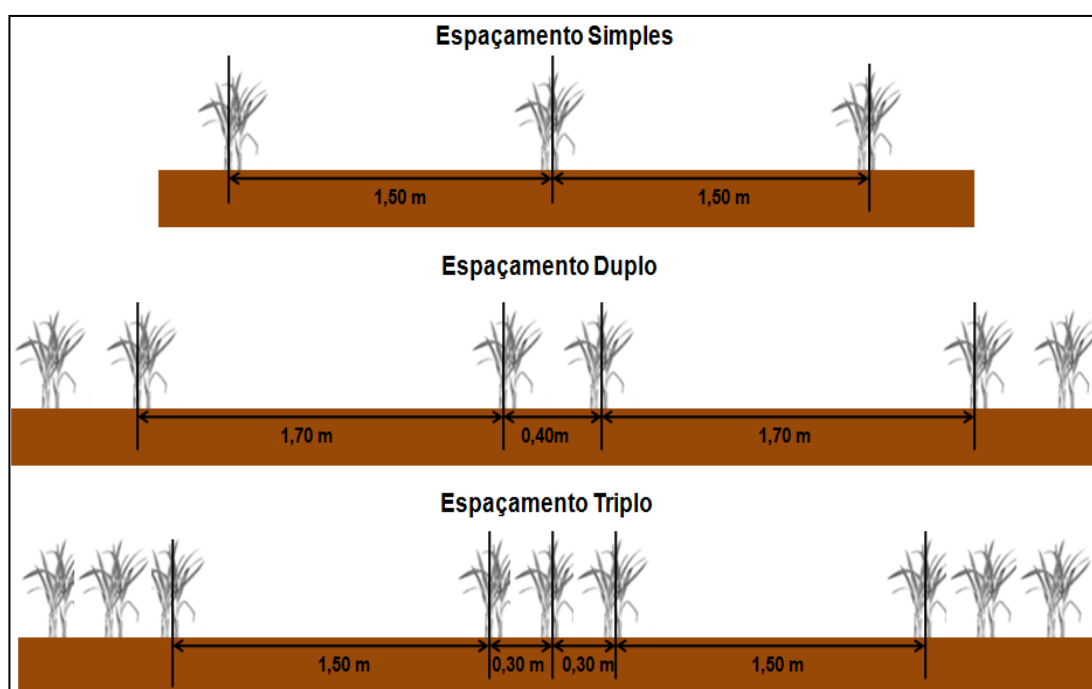 Espaçamento Simples
1,50 m 1,50 m
Espaçamento Duplo
1,70 m 0,40m 1,70 m
Espaçamento Triplo
1,50 m 0,30 m 0,30 m 1,50 m